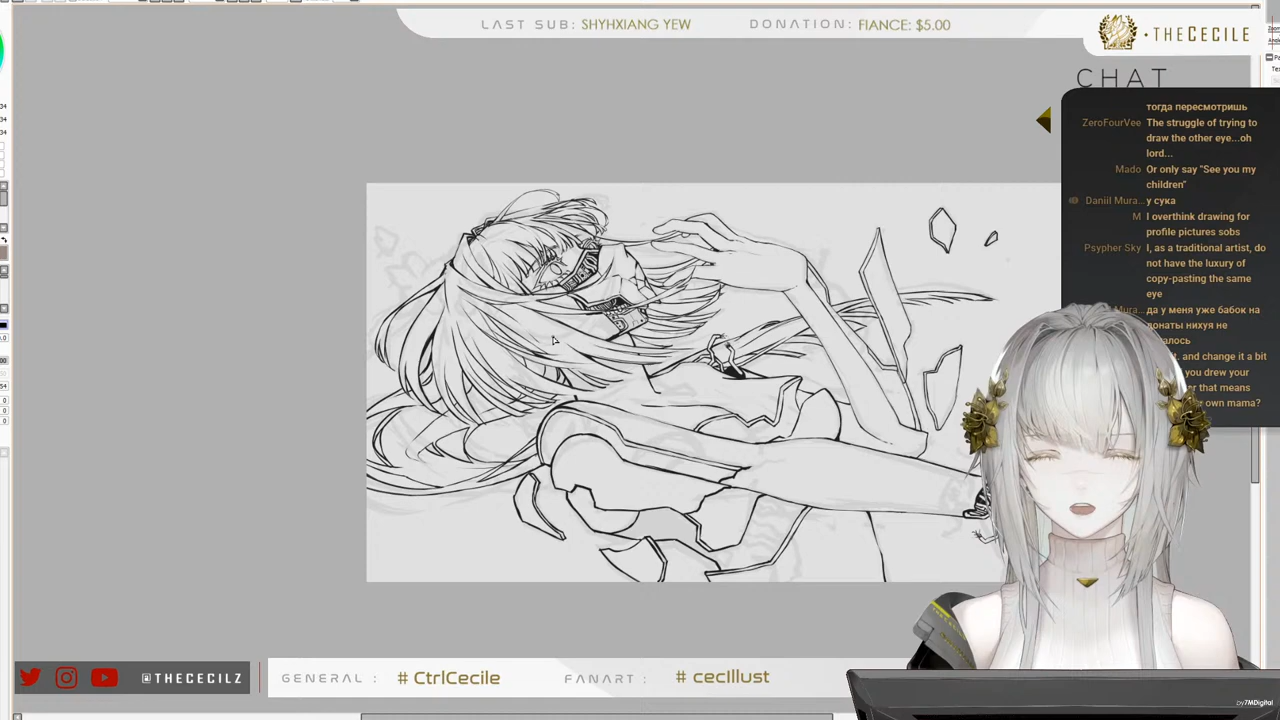 LAST SUB: SHYHXIANG YEW
DONATION: FIANCE: $5.00
·THECECILE
CHAT
тогда пересмотришь
ZeroFourVee The struggle of trying to
draw the other eye...oh
lord...
Mado Or only say "See you my
children"
Daniil Mura... у сука
M I overthink drawing for
profile pictures sobs
Psypher Sky I, as a traditional artist, do
not have the luxury of
copy-pasting the same
eye
Mura... да у меня уже бабок на
донаты нихуя не
and change it a bit
you drew your
that means
own mama?
@THECECILZ
GENERAL : # CtrlCecile
FANART : # cecIllust
by7MDigital